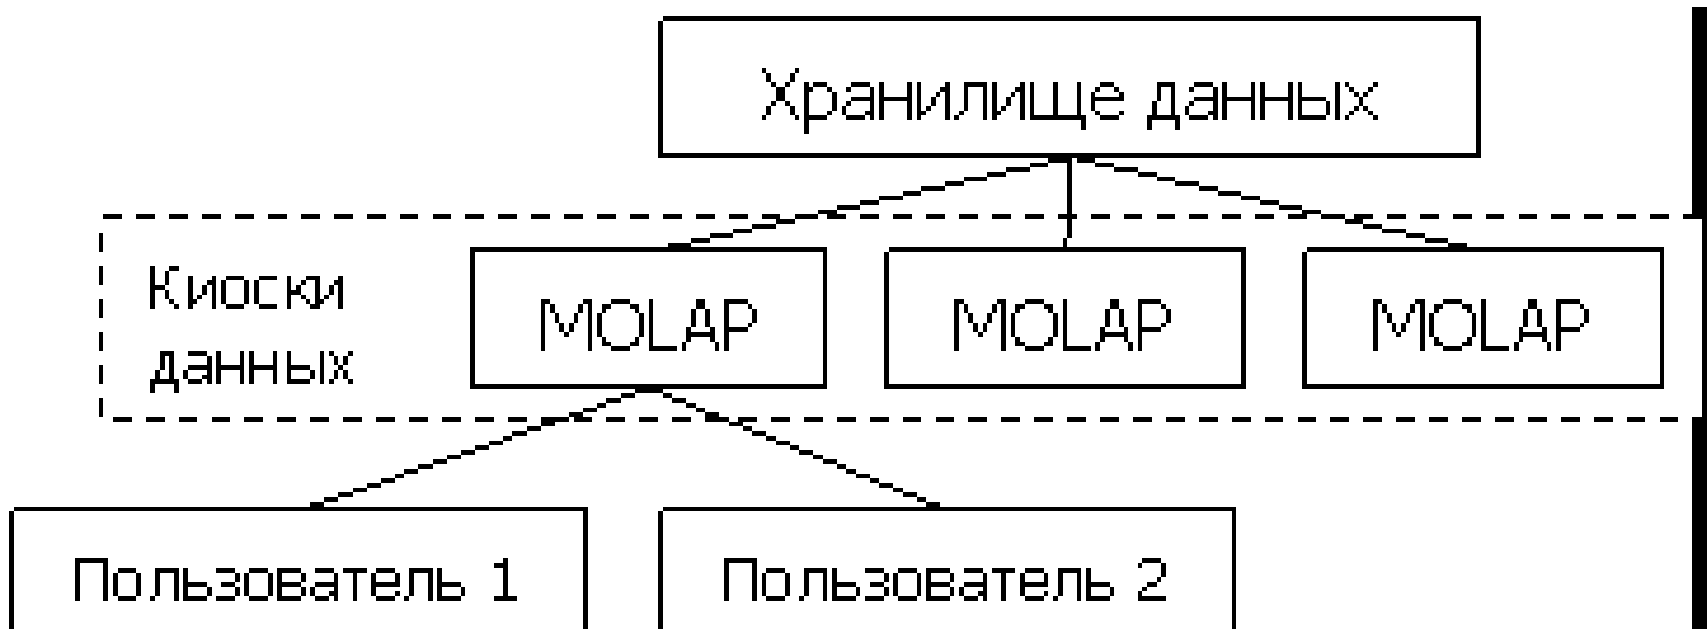 Хранилище данных
Киоски
данных
MOLAP
MOLAP
MOLAP
Пользователь 1
Пользователь 2